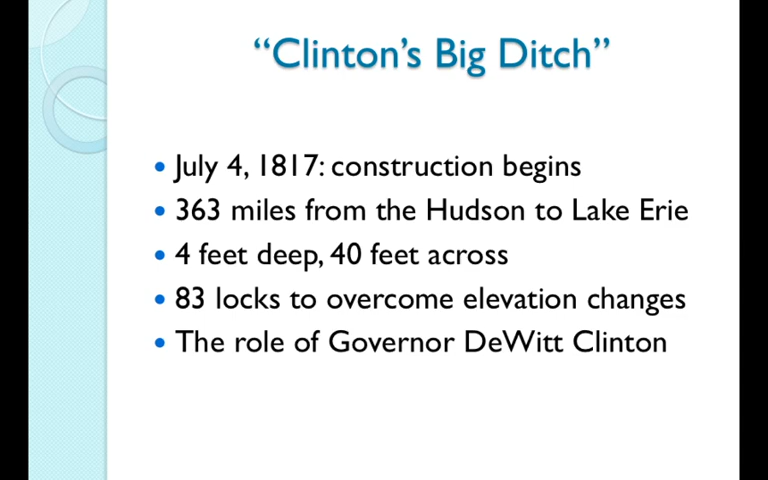 “Clinton’s Big Ditch”
• July 4, 1817: construction begins
• 363 miles from the Hudson to Lake Erie
• 4 feet deep, 40 feet across
• 83 locks to overcome elevation changes
• The role of Governor DeWitt Clinton